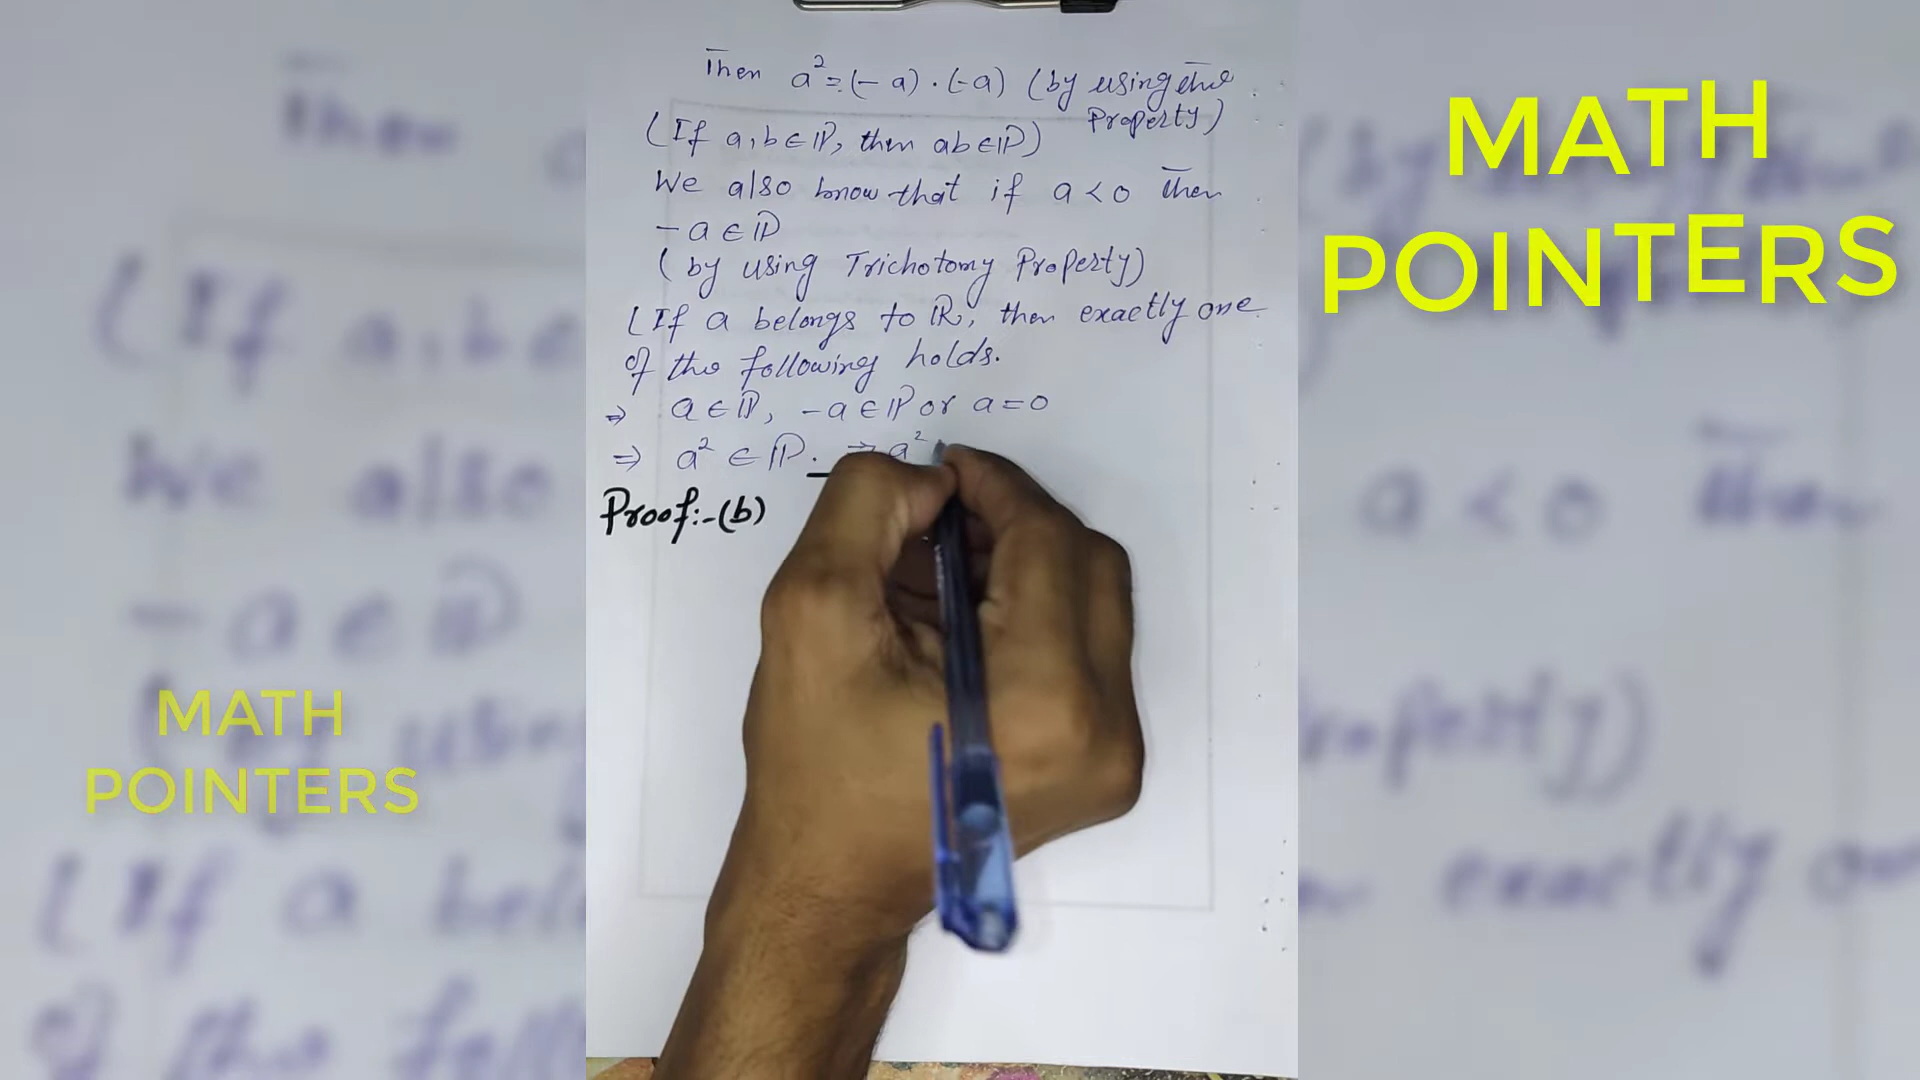 Then a² = (-a) · (-a) (by using the
Property)
(If a, b ∈ ℙ, then ab ∈ ℙ)
We also know that if a < 0 then
-a ∈ ℙ
(by using Trichotomy Property)
(If a belongs to ℝ, then exactly one
of the following holds.
⇒ a ∈ ℙ, -a ∈ ℙ or a = 0
⇒ a² ∈ ℙ. ⇒ a²
Proof:-(b)
MATH
POINTERS
MATH
POINTERS